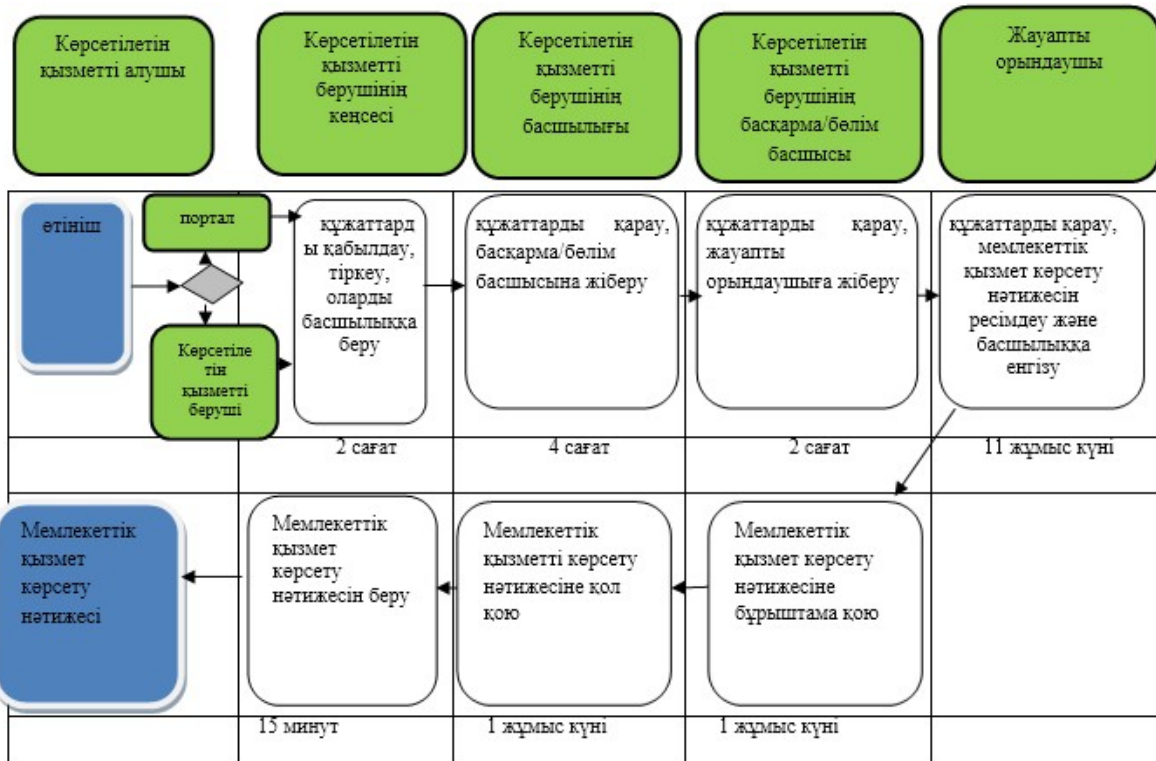 Көрсетілетін
қызметті алушы
Көрсетілетін
қызметті
берушінің
кеңсесі
Көрсетілетін
қызметті
берушінің
басшылығы
Көрсетілетін
қызметті
берушінің
басқарма/бөлім
басшысы
Жауапты
орындаушы
өтініш
портал
Көрсетіле
тін
қызметті
беруші
құжаттард
ы қабылдау,
тіркеу,
оларды
басшылыққа
беру
құжаттарды қарау,
басқарма/бөлім
басшысына жіберу
құжаттарды қарау,
жауапты
орындаушыға жіберу
құжаттарды қарау,
мемлекеттік
қызмет көрсету
нәтижесін
ресімдеу және
басшылыққа
енгізу
2 сағат
4 сағат
2 сағат
11 жұмыс күні
Мемлекеттік
қызмет
көрсету
нәтижесі
Мемлекеттік
қызмет
көрсету
нәтижесін беру
Мемлекеттік
қызметті көрсету
нәтижесіне қол
қою
Мемлекеттік
қызмет көрсету
нәтижесіне
бұрыштама қою
15 минут
1 жұмыс күні
1 жұмыс күні